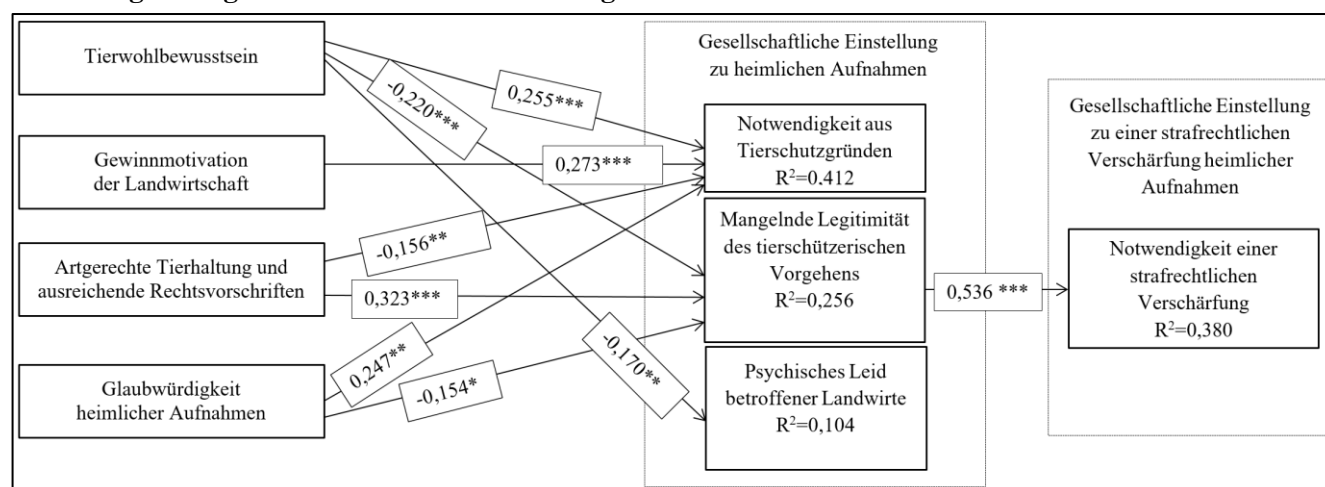 Tierwohlbewusstsein
Gewinnmotivation
der Landwirtschaft
Artgerechte Tierhaltung und
ausreichende Rechtsvorschriften
Glaubwürdigkeit
heimlicher Aufnahmen
0,255***
-0,220***
0,273***
-0,156**
0,323***
0,247**
-0,154*
-0,170**
Gesellschaftliche Einstellung
zu heimlichen Aufnahmen
Notwendigkeit aus
Tierschutzgründen
R²=0,412
Mangelnde Legitimität
des tierschützerischen
Vorgehens
R²=0,256
Psychisches Leid
betroffener Landwirte
R²=0,104
0,536 ***
Gesellschaftliche Einstellung
zu einer strafrechtlichen
Verschärfung heimlicher
Aufnahmen
Notwendigkeit einer
strafrechtlichen
Verschärfung
R²=0,380